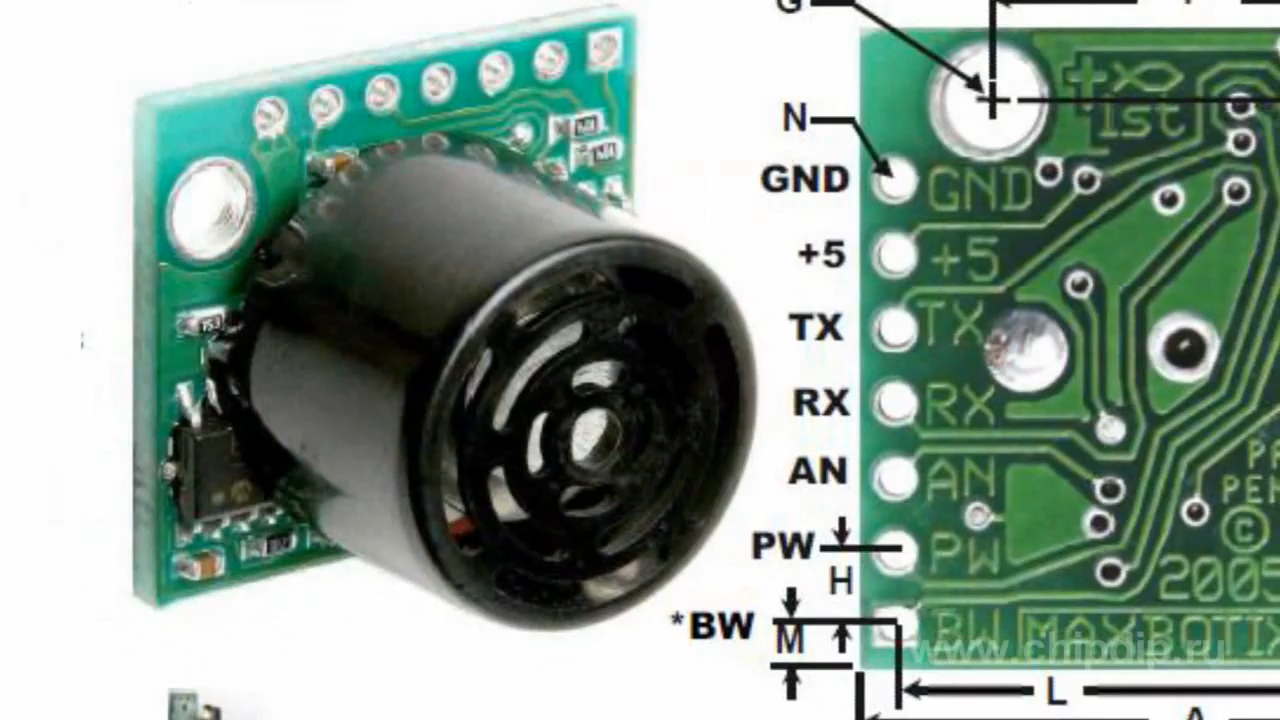 G
N
GND
+5
TX
RX
AN
PW
H
*BW
M
L
A
1st
GND
+5
TX
RX
AN
PW
BW
2005
MAXBOTIX
©
www.chipdip.ru